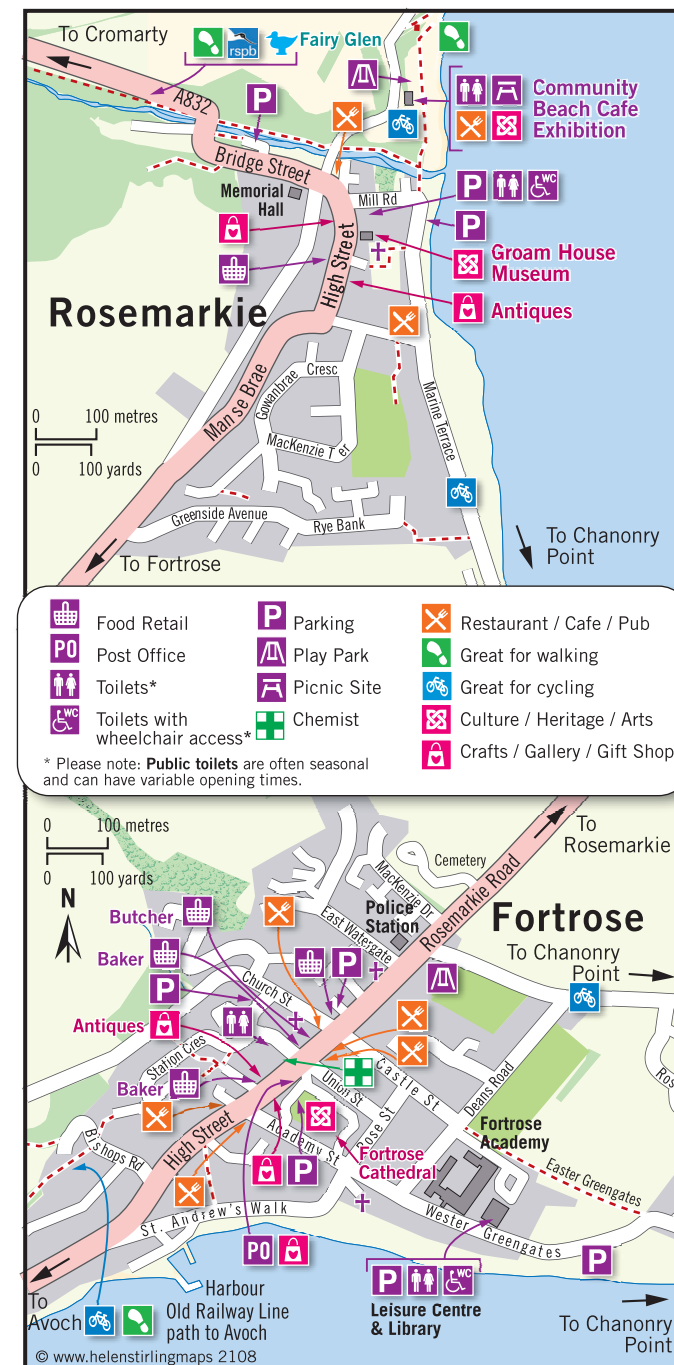 To Cromarty
rspb
Fairy Glen
A832
P
Community
Beach Cafe
Exhibition
Bridge Street
Memorial
Hall
Mill Rd
P
WC
P
High Street
Groam House
Museum
Antiques
Rosemarkie
Manse Brae
Gowanbrae Cresc
MacKenzie Ter
Marine Terrace
0 100 metres
0 100 yards
Greenside Avenue
Rye Bank
To Fortrose
To Chanonry
Point
Food Retail
PO Post Office
Toilets*
WC Toilets with
wheelchair access*
P Parking
Play Park
Picnic Site
Chemist
Restaurant / Cafe / Pub
Great for walking
Great for cycling
Culture / Heritage / Arts
Crafts / Gallery / Gift Shop
* Please note: Public toilets are often seasonal
and can have variable opening times.
0 100 metres
0 100 yards
N
To
Rosemarkie
Cemetery
MacKenzie Dr
Rosemarkie Road
Police
Station
East Watergate
Fortrose
To Chanonry
Point
Butcher
Baker
P
P
Church St
Antiques
Station Cres
Baker
High Street
Bishops Rd
Union St
Castle St
Rose St
Deans Road
Academy St
Fortrose
Cathedral
Fortrose
Academy
P
Easter Greengates
Wester Greengates
St. Andrew's Walk
Ros
PO
P
P
WC
Leisure Centre
& Library
Harbour
Old Railway Line
path to Avoch
To
Avoch
To Chanonry
Point
© www.helenstirlingmaps 2108